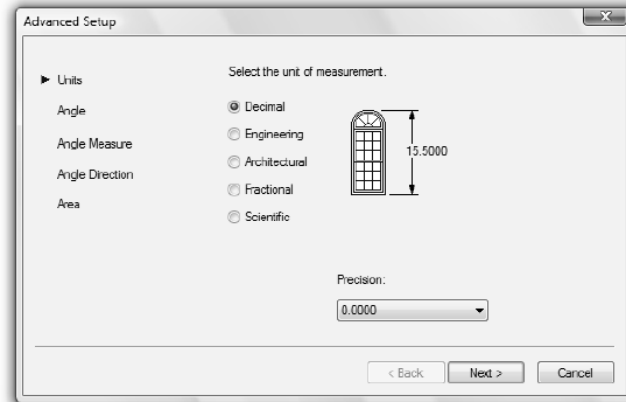 Advanced Setup
Units
Angle
Angle Measure
Angle Direction
Area
Select the unit of measurement.
Decimal
Engineering
Architectural
Fractional
Scientific
15.5000
Precision:
0.0000
< Back
Next >
Cancel